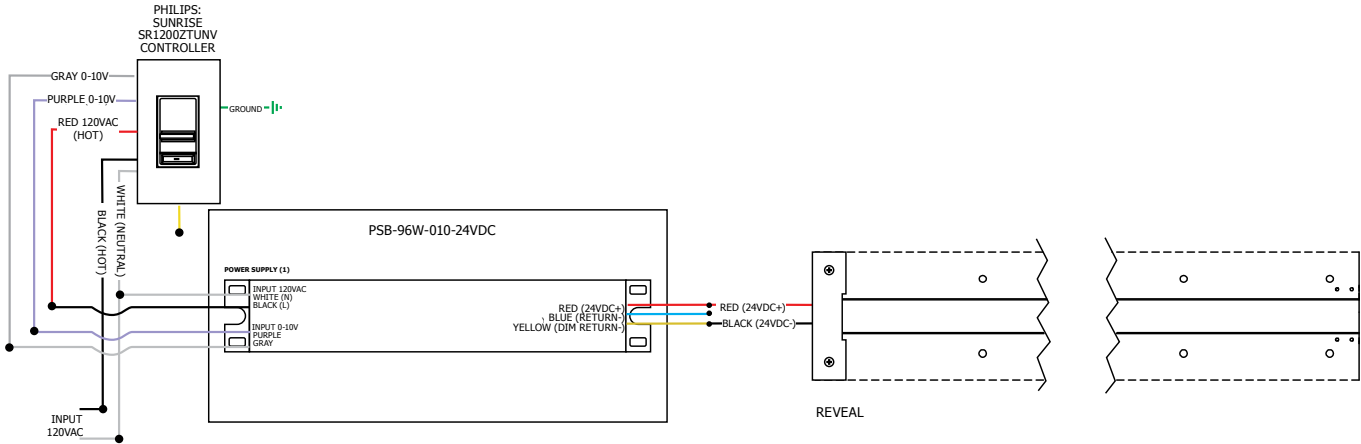 PHILIPS:
SUNRISE
SR1200ZTUNV
CONTROLLER
GRAY 0-10V
PURPLE 0-10V
RED 120VAC
(HOT)
GROUND
WHITE (NEUTRAL)
BLACK (HOT)
INPUT
120VAC
PSB-96W-010-24VDC
POWER SUPPLY (1)
INPUT 120VAC
WHITE (N)
BLACK (L)
INPUT 0-10V
PURPLE
GRAY
RED (24VDC+)
BLUE (RETURN-)
YELLOW (DIM RETURN-)
RED (24VDC+)
BLACK (24VDC-)
REVEAL